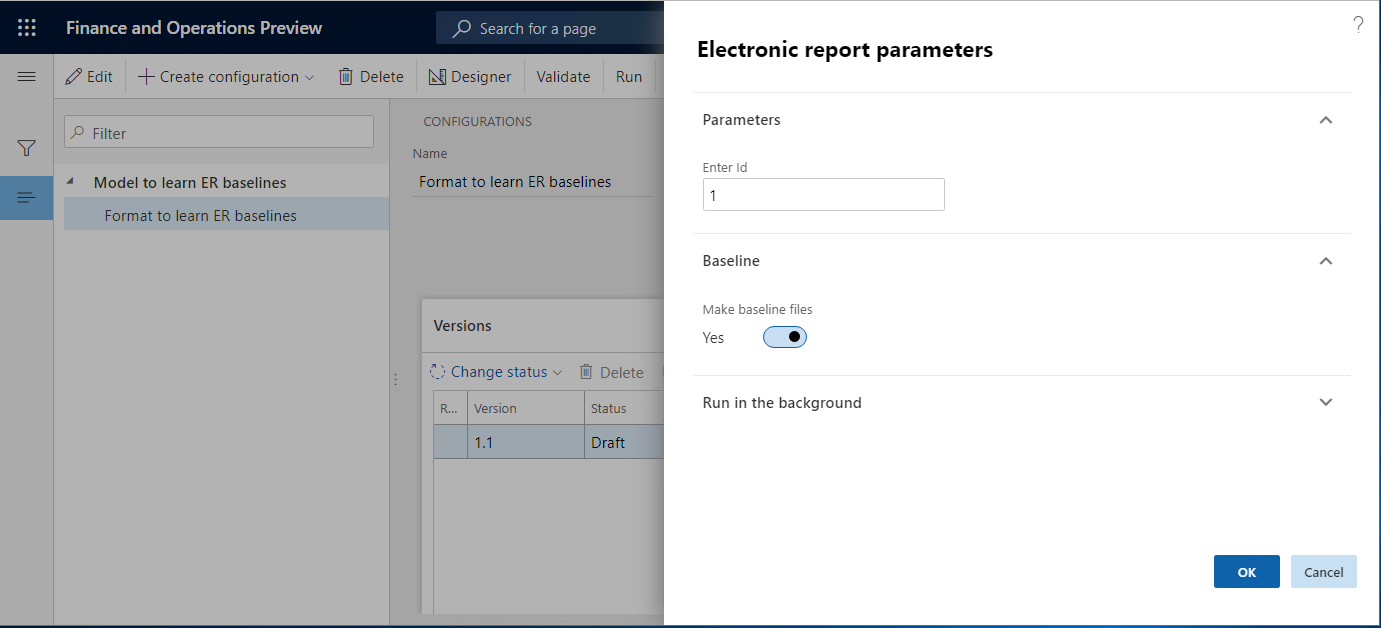 Finance and Operations Preview
Search for a page
Edit
Create configuration
Delete
Designer
Validate
Run
Filter
Model to learn ER baselines
Format to learn ER baselines
CONFIGURATIONS
Name
Format to learn ER baselines
Versions
Change status
Delete
R... Version Status
1.1 Draft
?
Electronic report parameters
Parameters
Enter Id
1
Baseline
Make baseline files
Yes
Run in the background
OK Cancel